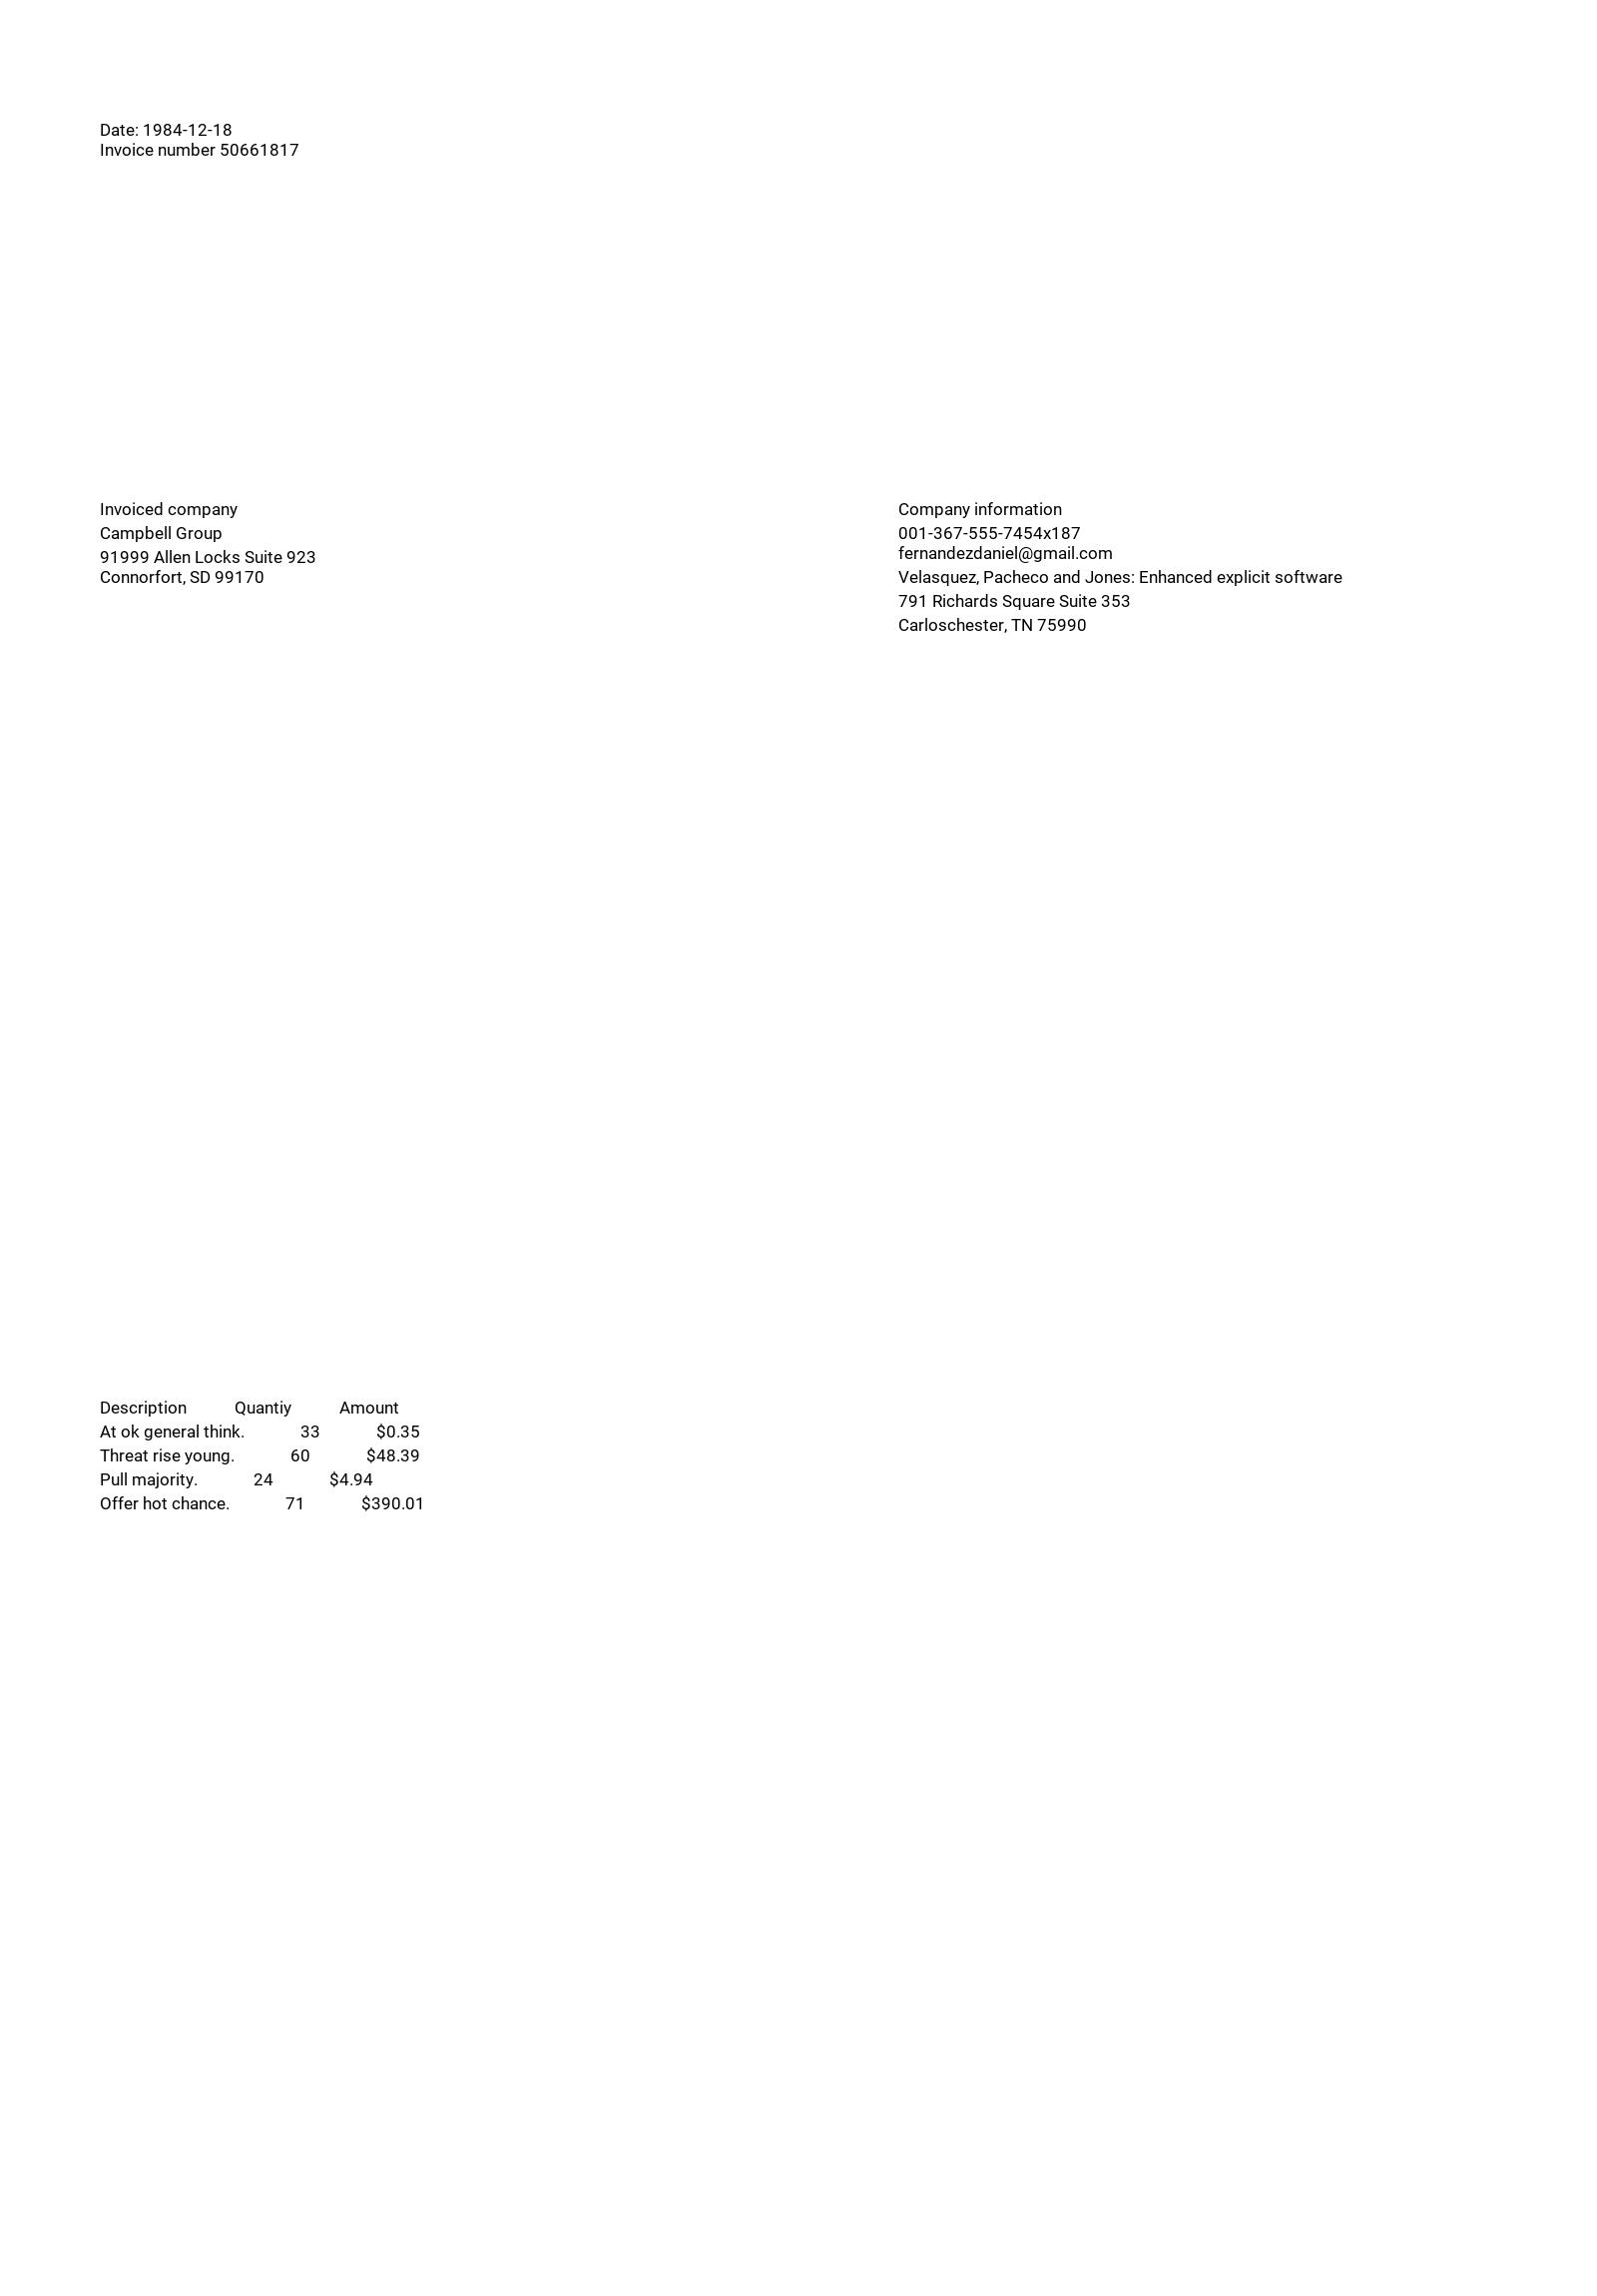 Date: 1984-12-18
Invoice number 50661817
Invoiced company
Campbell Group
91999 Allen Locks Suite 923
Connorfort, SD 99170
Company information
001-367-555-7454x187
fernandezdaniel@gmail.com
Velasquez, Pacheco and Jones: Enhanced explicit software
791 Richards Square Suite 353
Carloschester, TN 75990
Description Quantiy Amount
At ok general think. 33 $0.35
Threat rise young. 60 $48.39
Pull majority. 24 $4.94
Offer hot chance. 71 $390.01